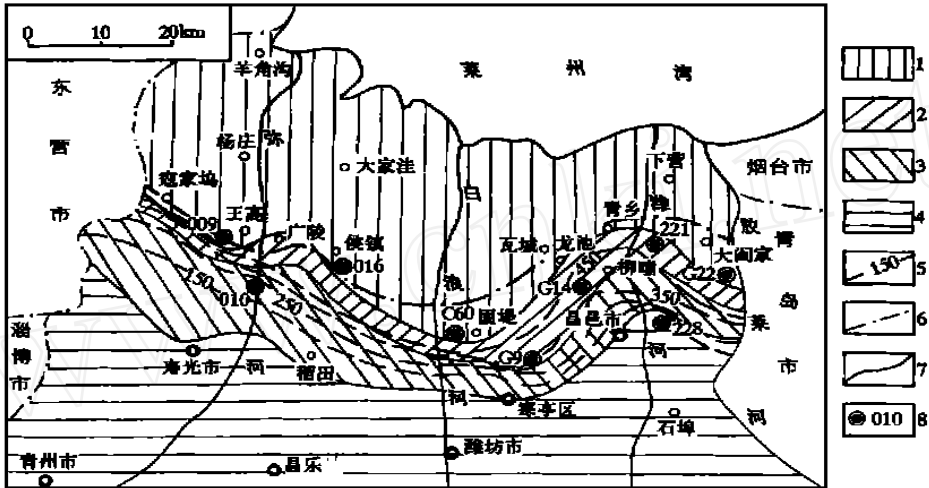 0 10 20km
羊角沟
莱州湾
东营市
杨庄
弥
大家洼
下营
烟台市
寇家坞
白
王高
广陵
青乡
潍
胶
009
侯镇
瓦城
龙池
221
青岛市
大闾家
016
柳疃
G22
150
010
250
浪
G14
350
莱
C60
固堤
昌邑市
328
淄博市
寿光市
河
稻田
G9
河
河
寒亭区
石埠
河
潍坊市
青州市
昌乐
1
2
3
4
150 5
6
7
010 8